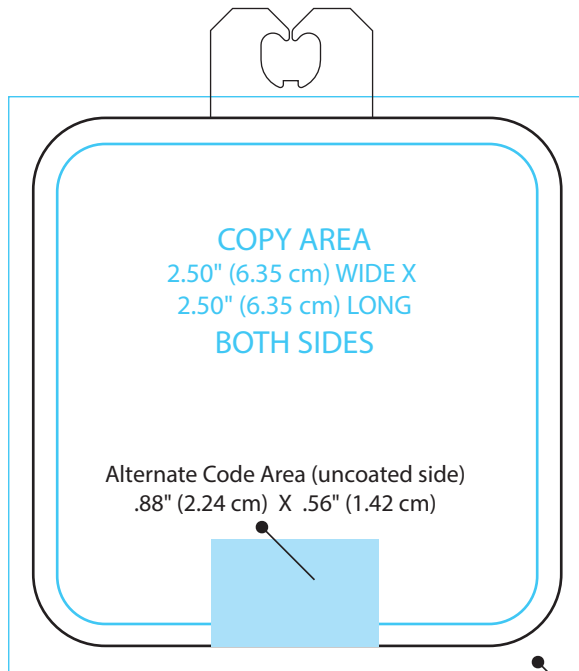 COPY AREA
2.50" (6.35 cm) WIDE X
2.50" (6.35 cm) LONG
BOTH SIDES
Alternate Code Area (uncoated side)
.88" (2.24 cm)  X  .56" (1.42 cm)